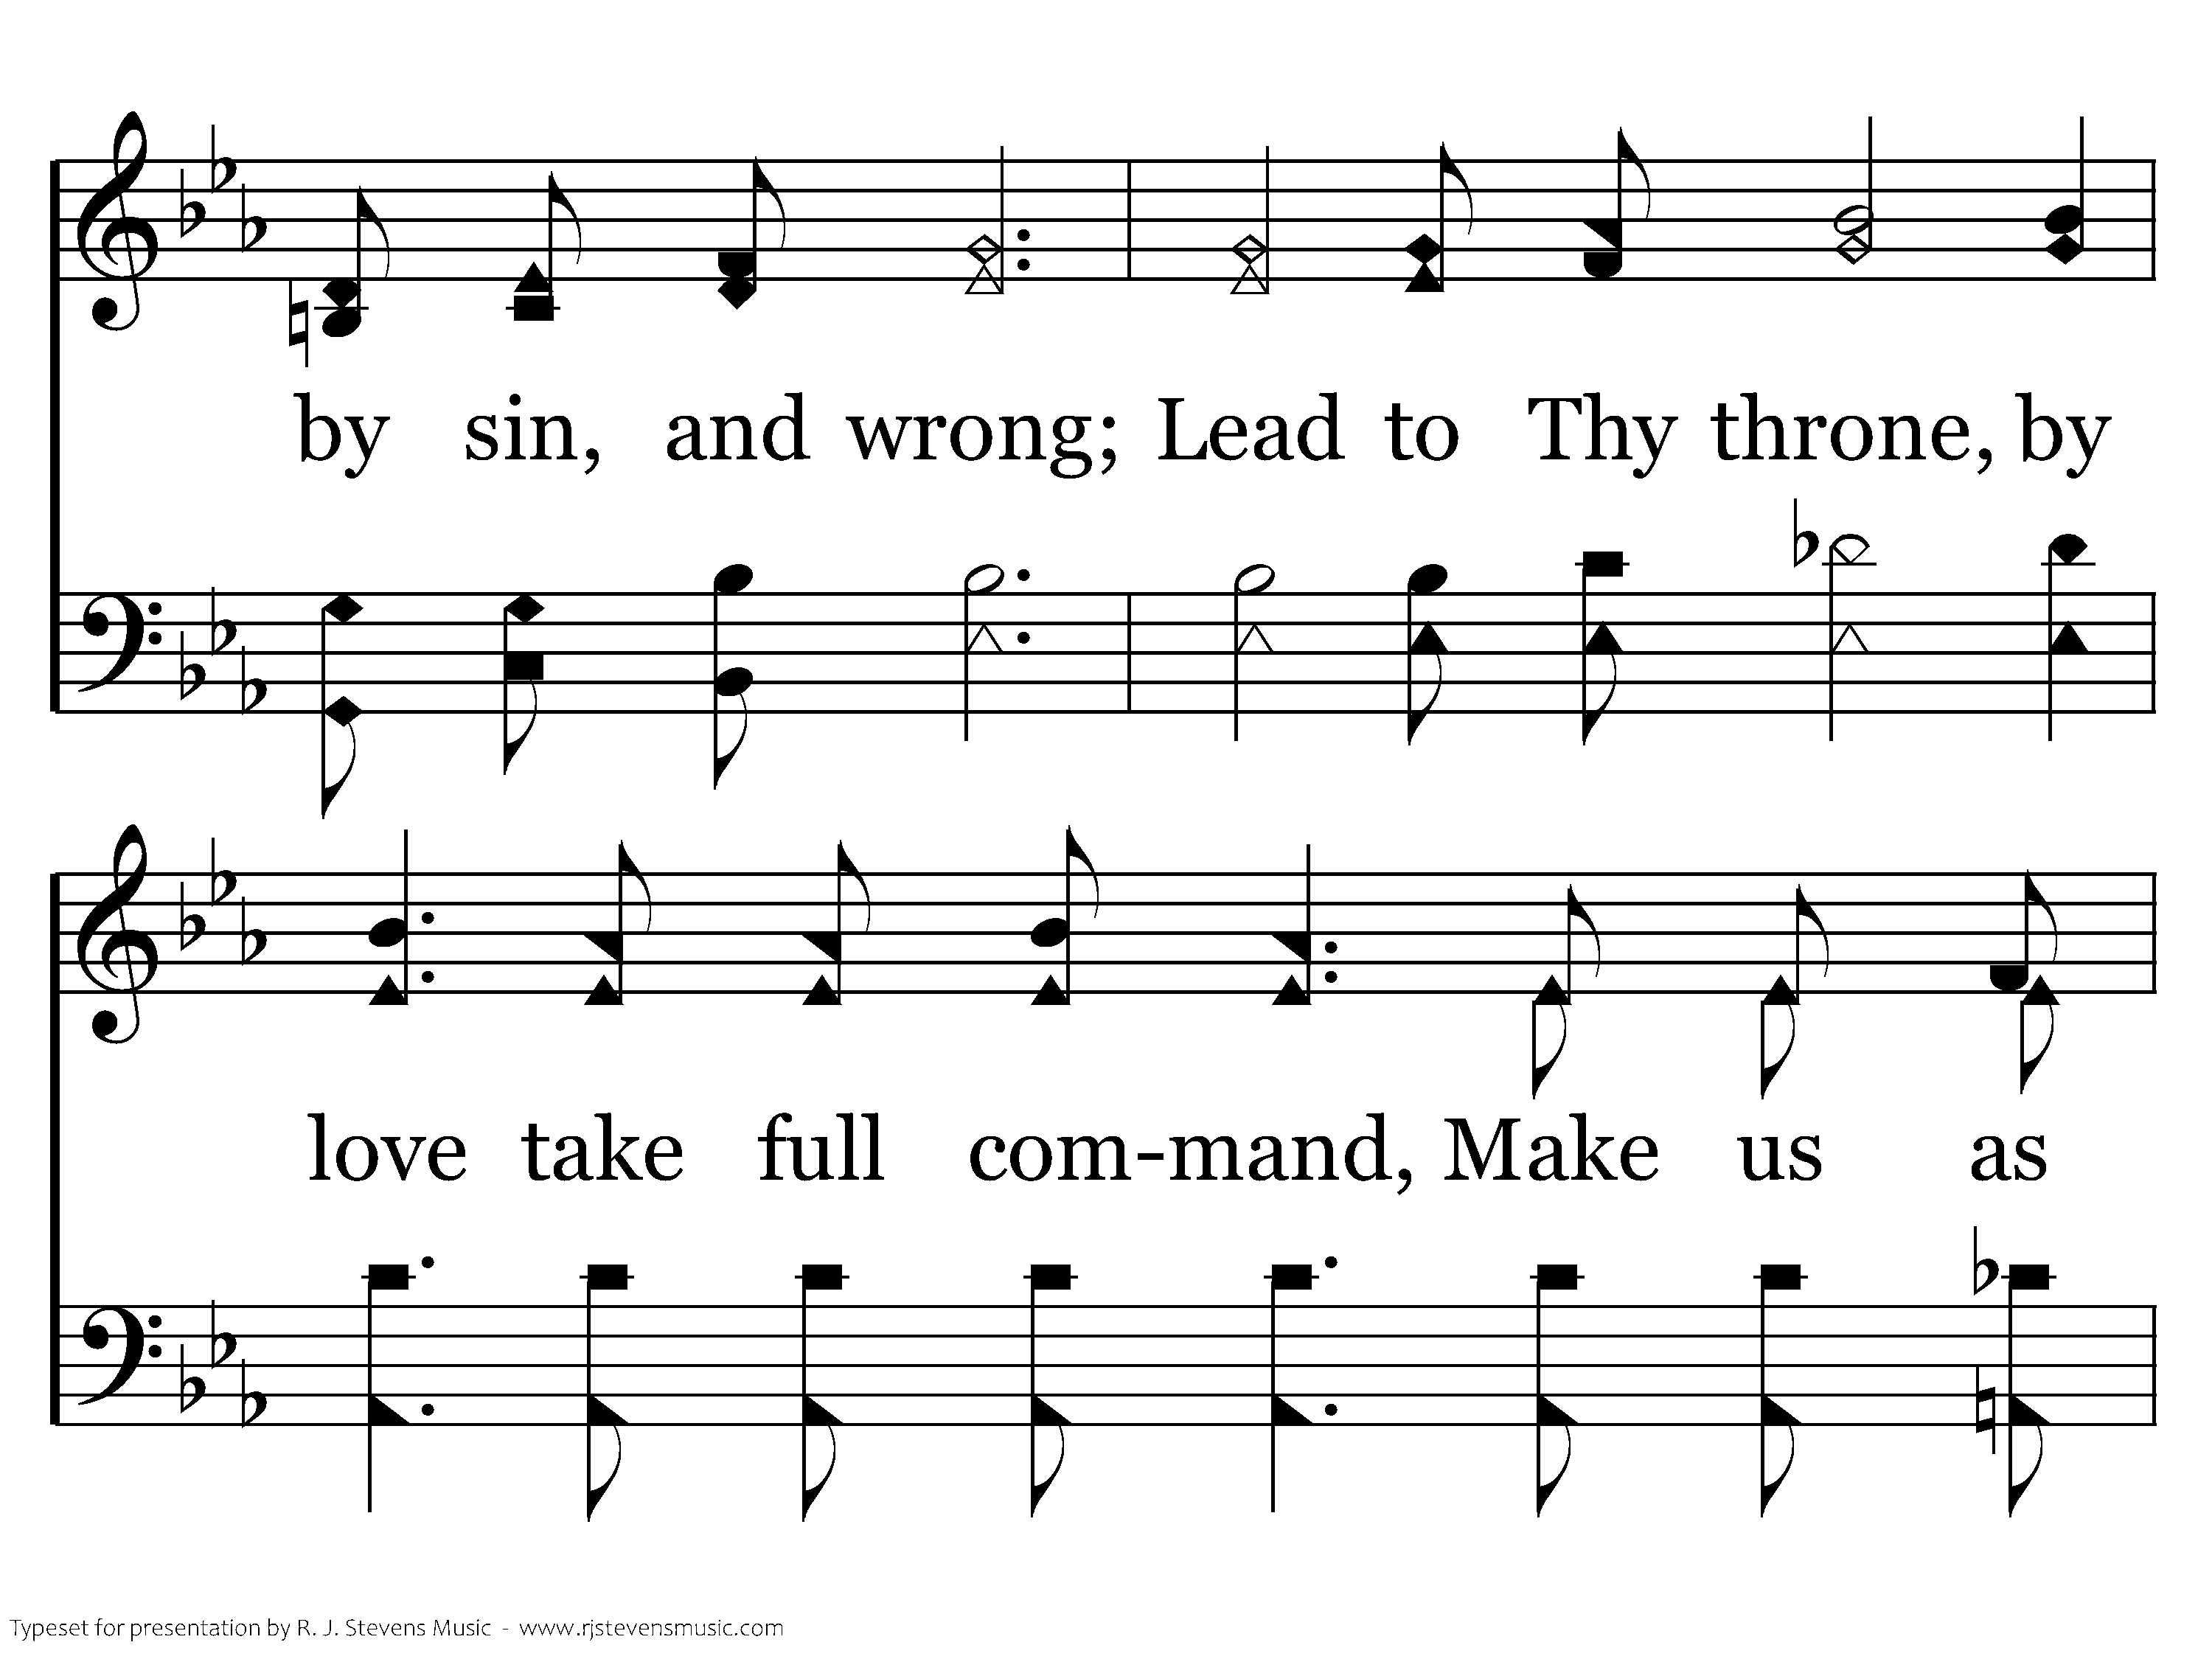 by sin, and wrong; Lead to Thy throne, by
love take full com-mand, Make us as
Typeset for presentation by R. J. Stevens Music - www.rjstevensmusic.com